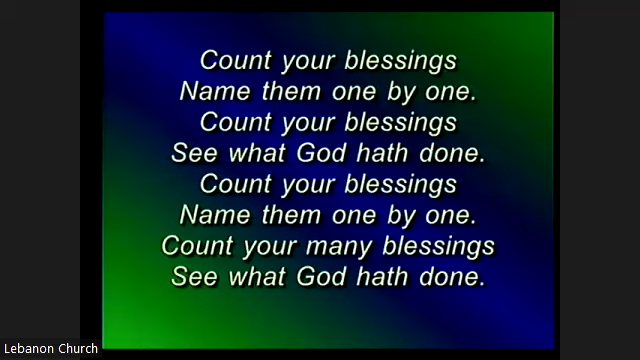 Count your blessings
Name them one by one.
Count your blessings
See what God hath done.
Count your blessings
Name them one by one.
Count your many blessings
See what God hath done.
Lebanon Church